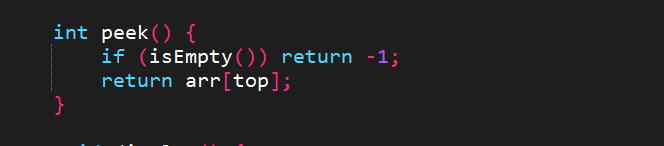 int peek() {
    if (isEmpty()) return -1;
    return arr[top];
}